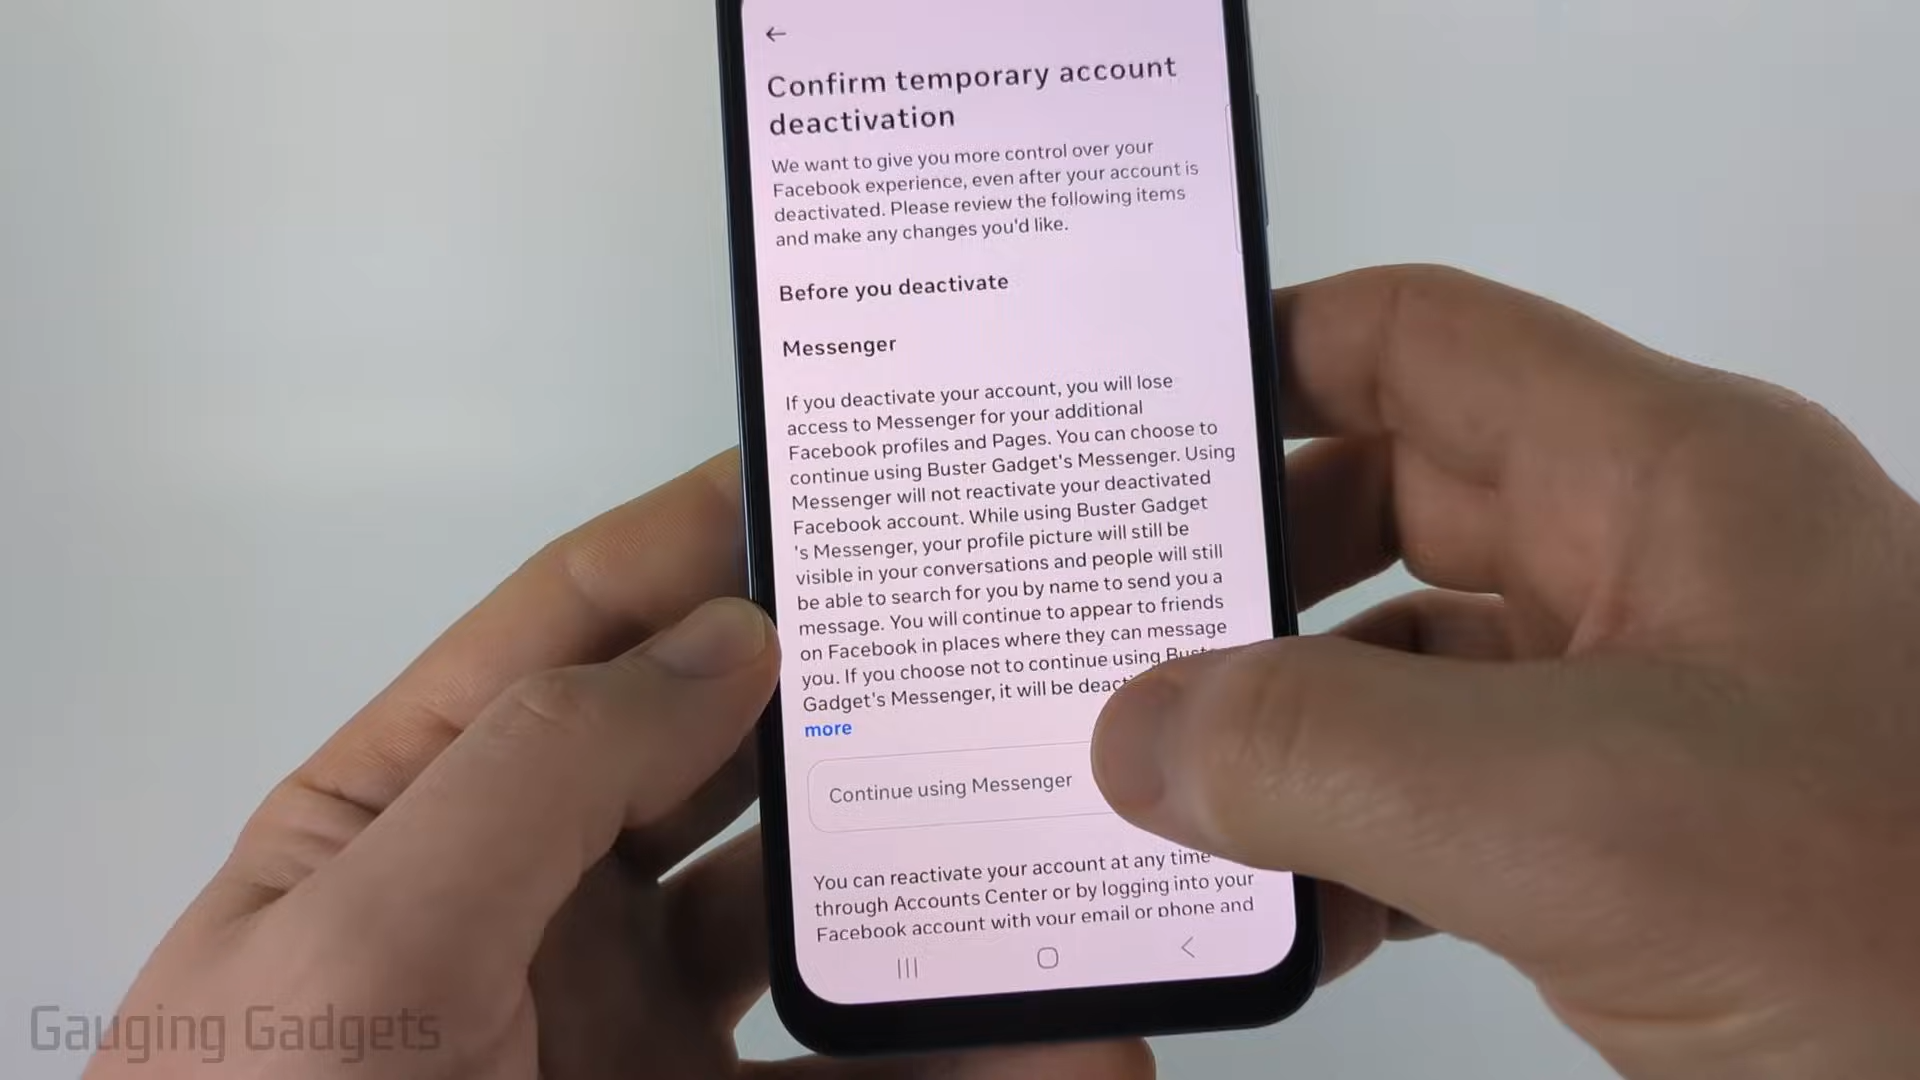 Confirm temporary account
deactivation
We want to give you more control over your
Facebook experience, even after your account is
deactivated. Please review the following items
and make any changes you'd like.
Before you deactivate
Messenger
If you deactivate your account, you will lose
access to Messenger for your additional
Facebook profiles and Pages. You can choose to
continue using Buster Gadget's Messenger. Using
Messenger will not reactivate your deactivated
Facebook account. While using Buster Gadget
's Messenger, your profile picture will still be
visible in your conversations and people will still
be able to search for you by name to send you a
message. You will continue to appear to friends
on Facebook in places where they can message
you. If you choose not to continue using
Gadget's Messenger, it will be
more
Continue using Messenger
You can reactivate your account at any time
through Accounts Center or by logging into your
Facebook account with your email or phone and
Gauging Gadgets